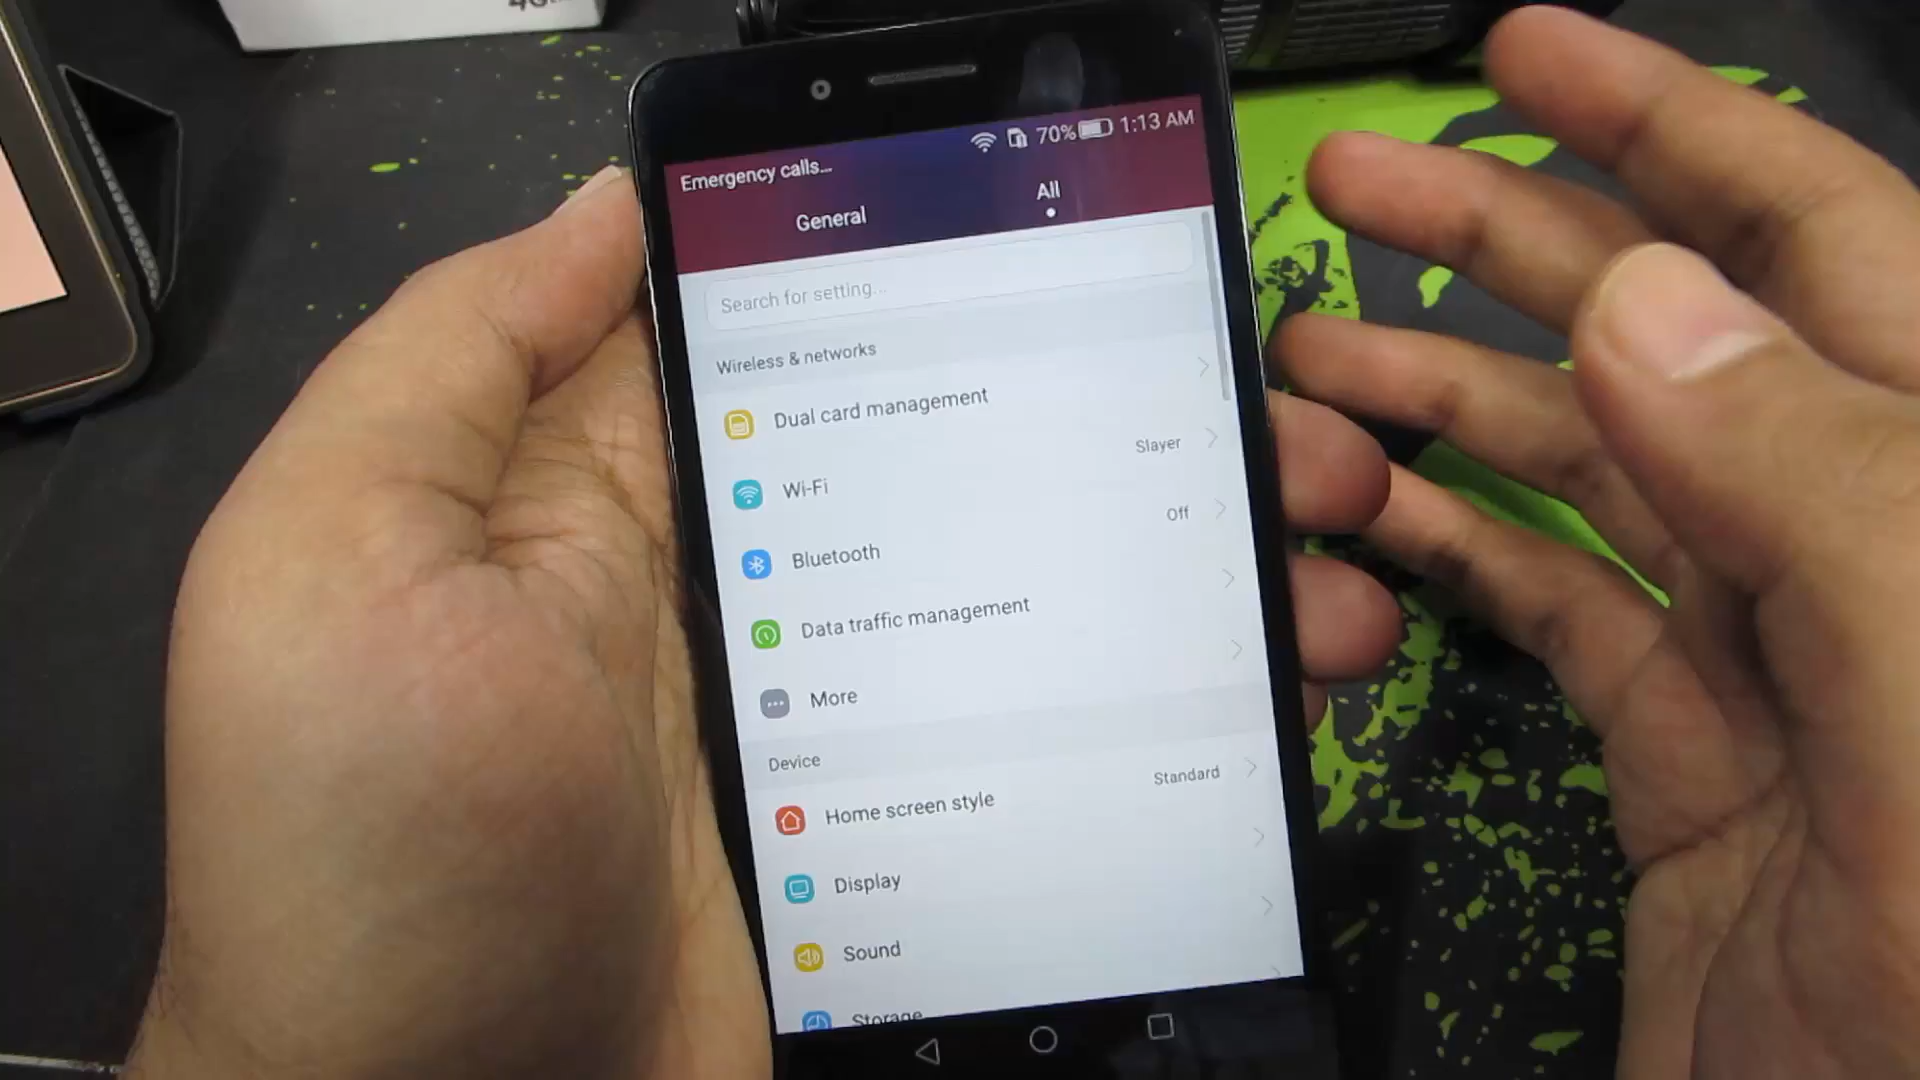 4G
Emergency calls...
70% 1:13 AM
General
All
Search for setting...
Wireless & networks
Dual card management
Wi-Fi
Slayer
Bluetooth
Off
Data traffic management
More
Device
Home screen style
Standard
Display
Sound
Storage